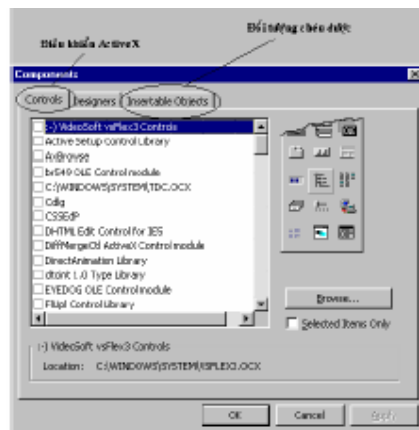 Đối tượng chèn được
Điều khiển ActiveX
Components
Controls Designers Insertable Objects
:-) VideoSoft vsFlex3 Controls
Active Setup Control Library
AxBrowse
br549 OLE Control module
C:\WINDOWS\SYSTEM\TDC.OCX
Cdlg
CSSEdP
DHTML Edit Control for IE5
DiffMergeCtl ActiveX Control module
DirectAnimation Library
dtoint 1.0 Type Library
EYEDOG OLE Control module
FlUpl Control Library
Browse...
Selected Items Only
:-) VideoSoft vsFlex3 Controls
Location: C:\WINDOWS\SYSTEM\VSFLEX3.OCX
OK Cancel Apply